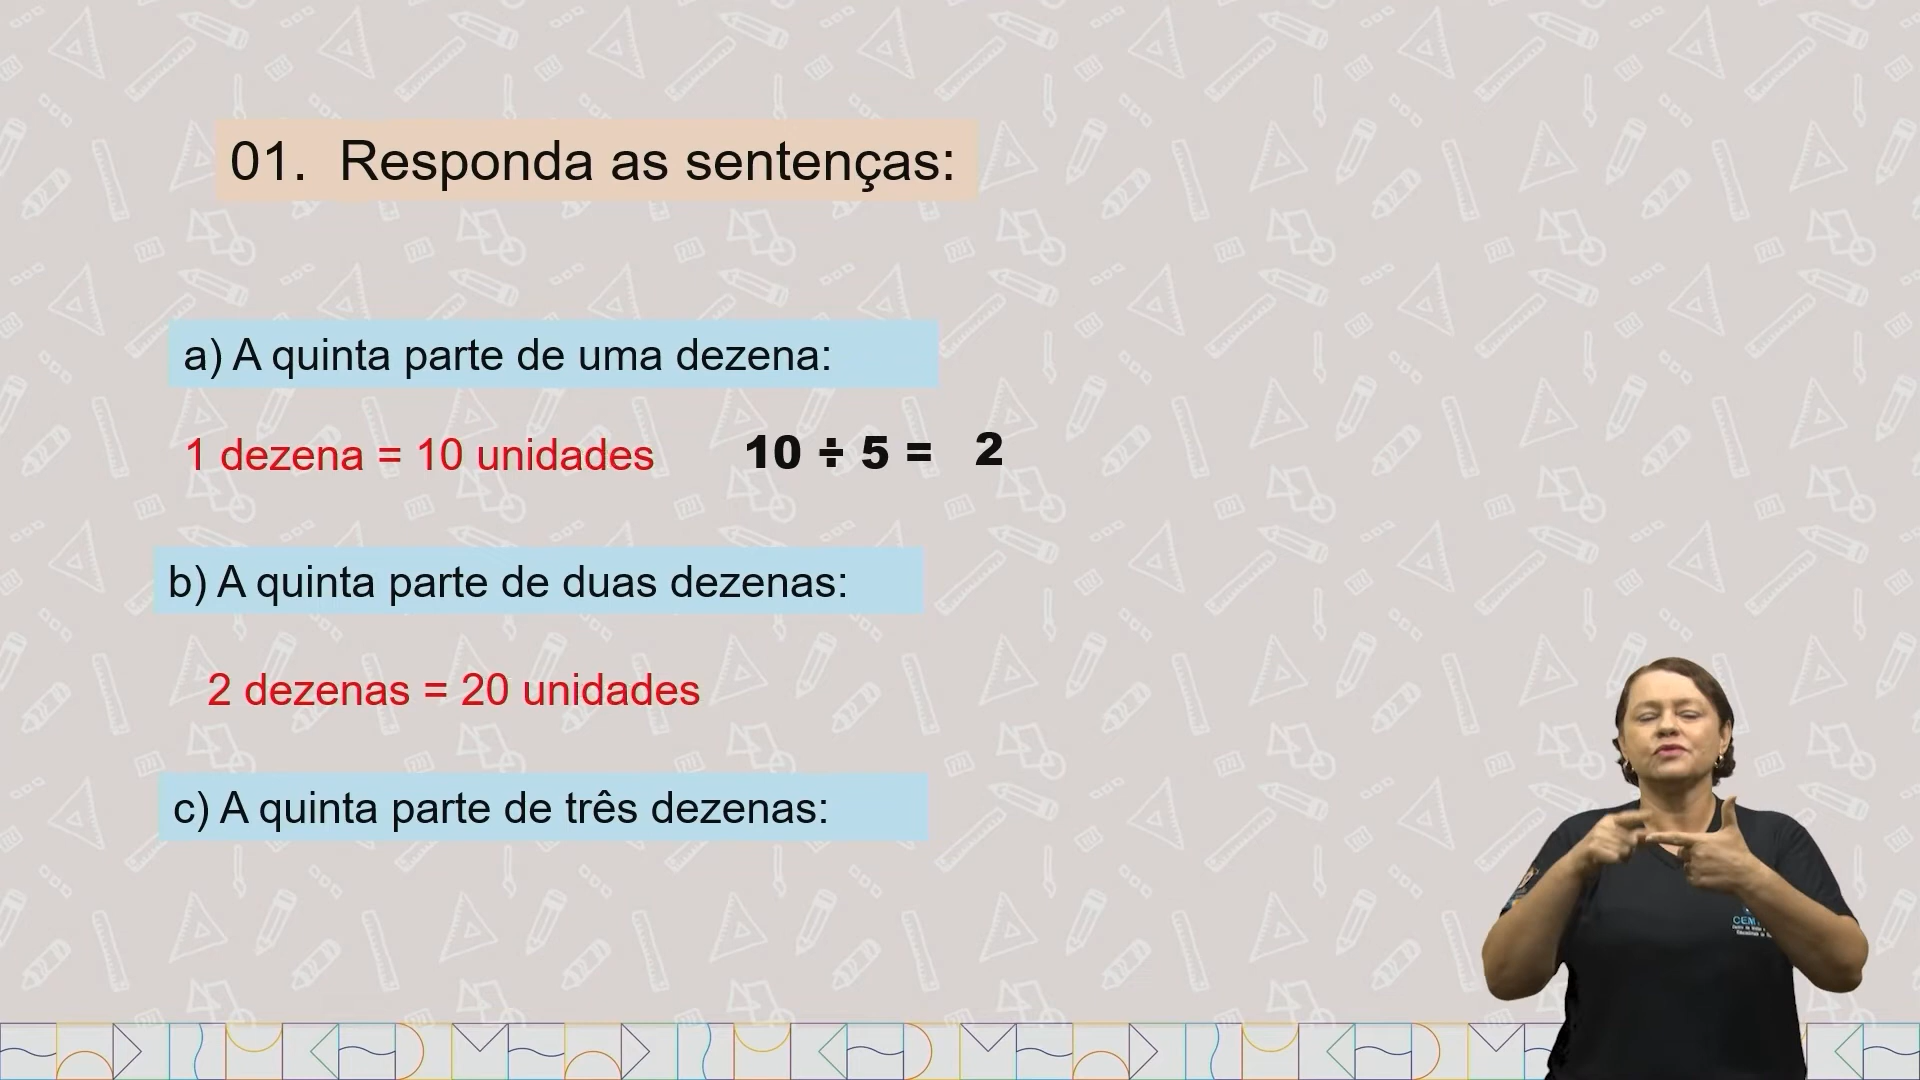 01. Responda as sentenças:
a) A quinta parte de uma dezena:
1 dezena = 10 unidades 10 ÷ 5 = 2
b) A quinta parte de duas dezenas:
2 dezenas = 20 unidades
c) A quinta parte de três dezenas: